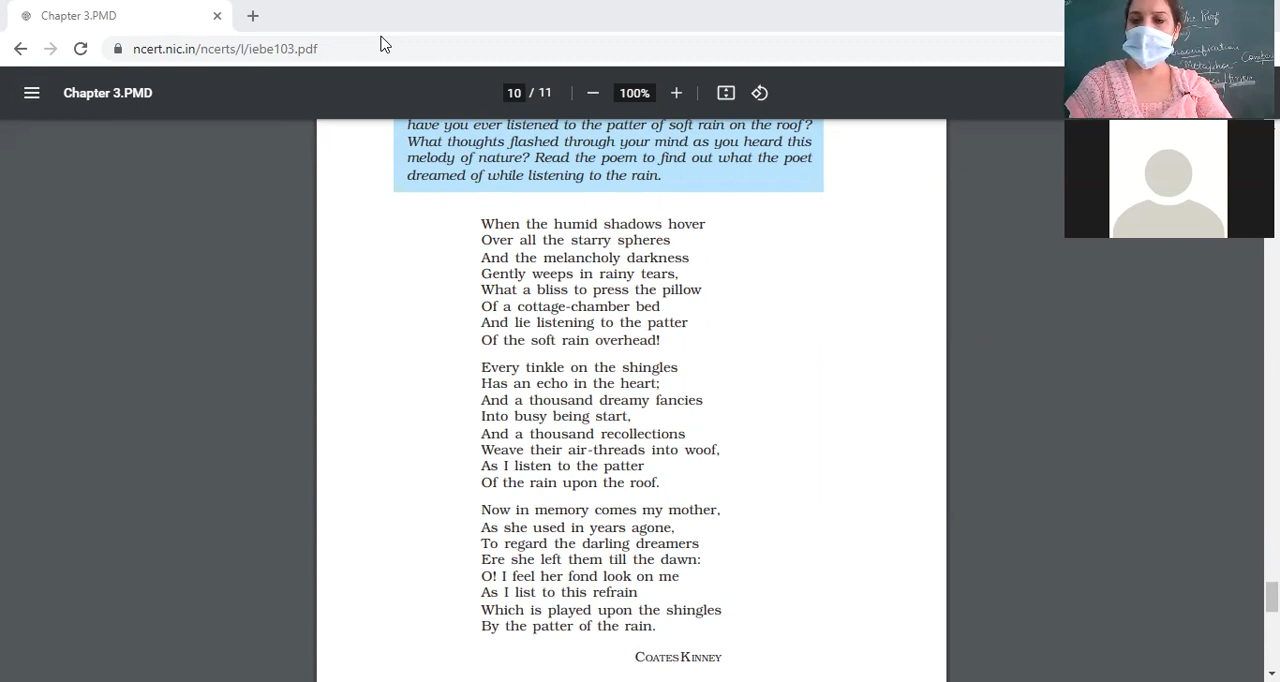 Chapter 3.PMD
ncert.nic.in/ncerts/l/iebe103.pdf
Chapter 3.PMD
10 / 11
100%
have you ever listened to the patter of soft rain on the roof?
What thoughts flashed through your mind as you heard this
melody of nature? Read the poem to find out what the poet
dreamed of while listening to the rain.
When the humid shadows hover
Over all the starry spheres
And the melancholy darkness
Gently weeps in rainy tears,
What a bliss to press the pillow
Of a cottage-chamber bed
And lie listening to the patter
Of the soft rain overhead!
Every tinkle on the shingles
Has an echo in the heart;
And a thousand dreamy fancies
Into busy being start,
And a thousand recollections
Weave their air-threads into woof,
As I listen to the patter
Of the rain upon the roof.
Now in memory comes my mother,
As she used in years agone,
To regard the darling dreamers
Ere she left them till the dawn:
O! I feel her fond look on me
As I list to this refrain
Which is played upon the shingles
By the patter of the rain.
COATES KINNEY
Roof
Metaphor -